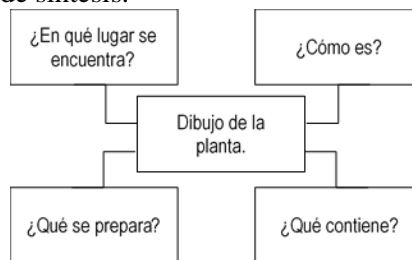 de síntesis.
¿En qué lugar se
encuentra?
¿Cómo es?
Dibujo de la
planta.
¿Qué se prepara?
¿Qué contiene?